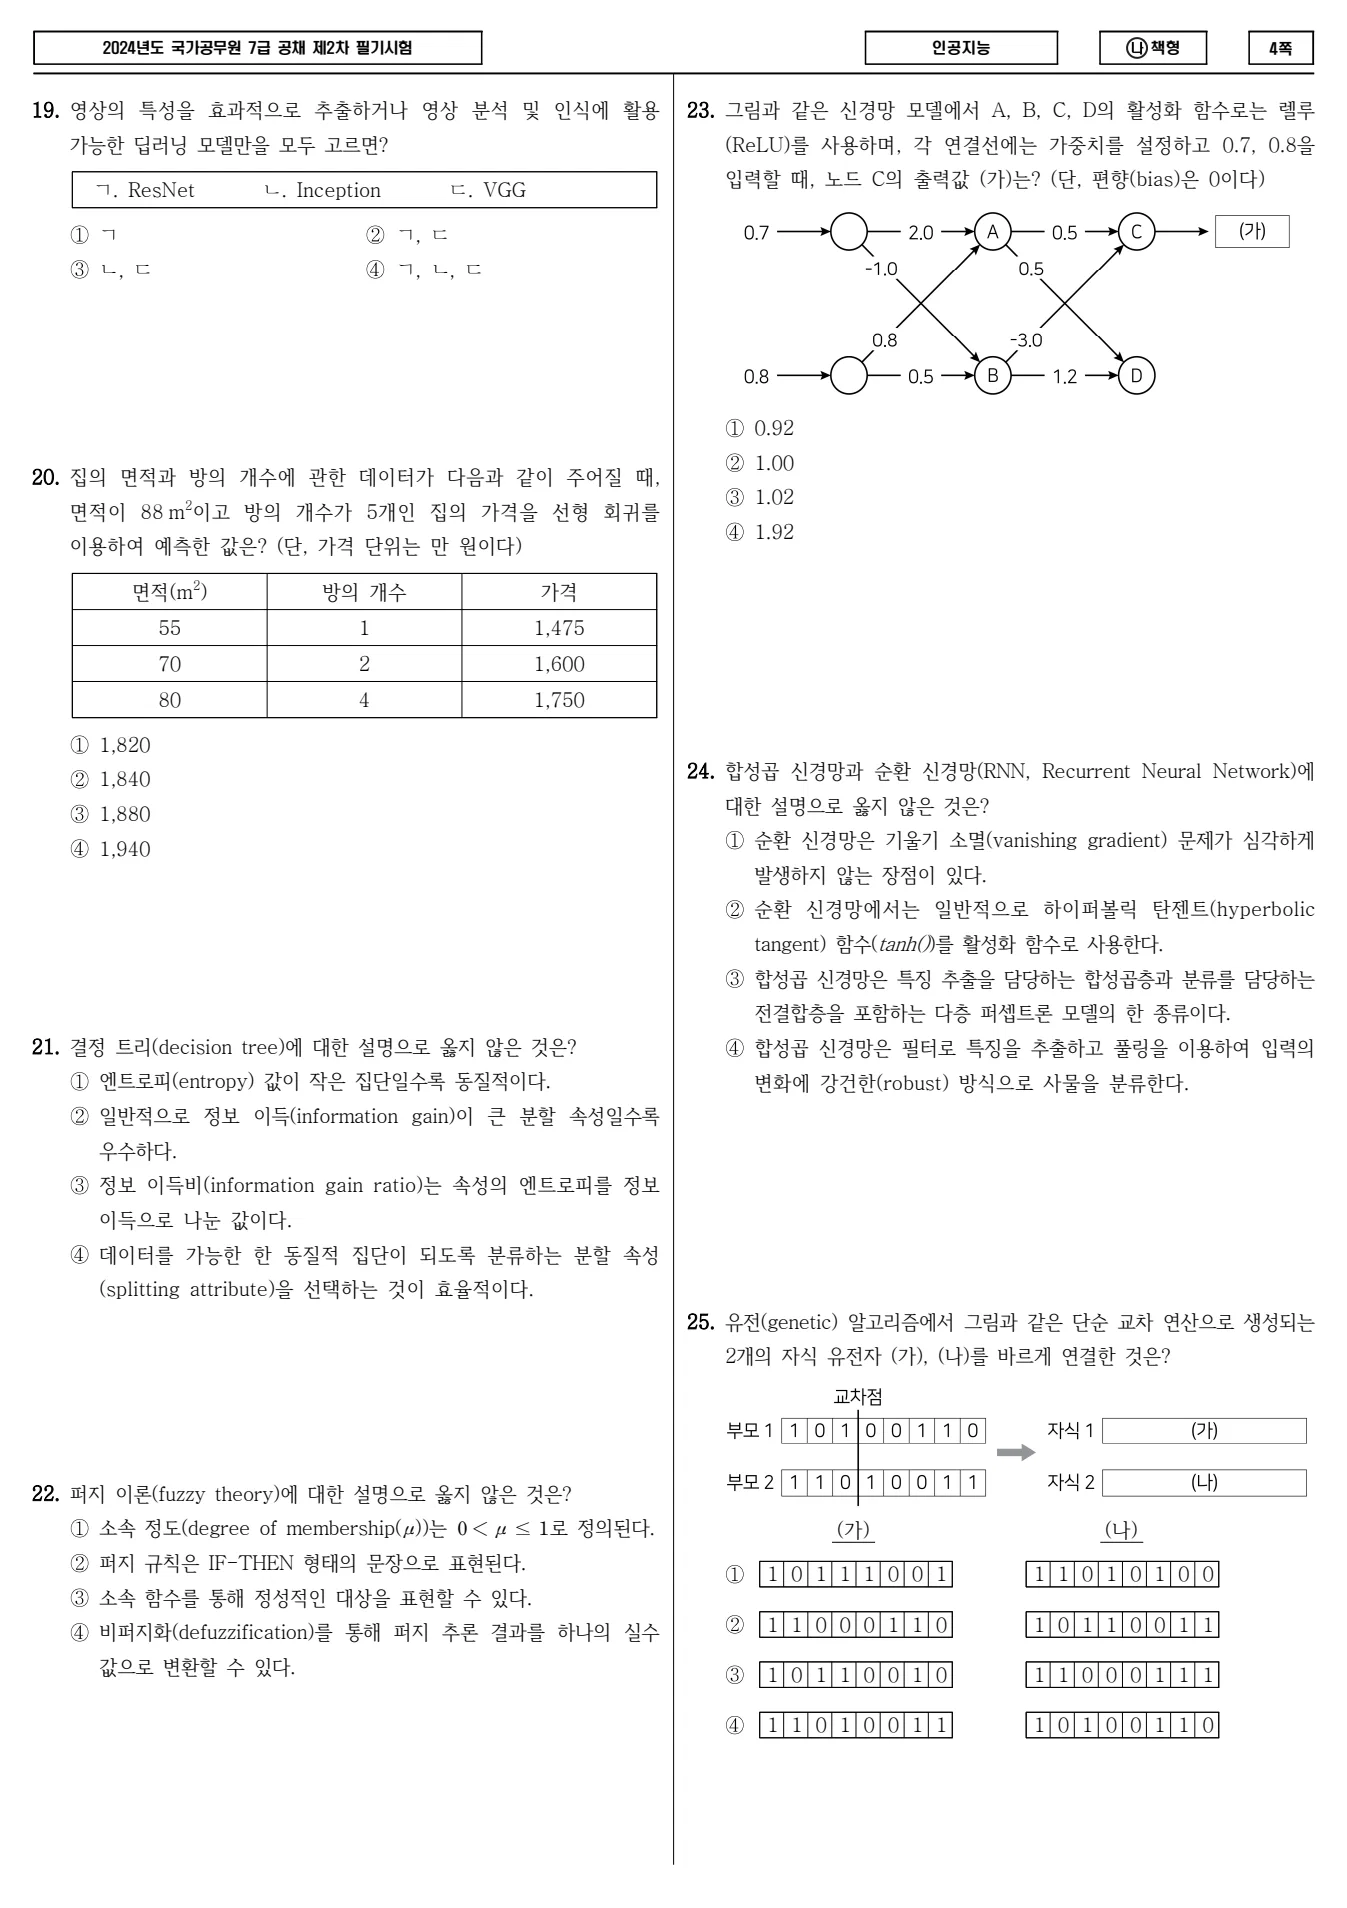 2024년도 국가공무원 7급 공채 제2차 필기시험
인공지능
㉯책형
4쪽
19. 영상의 특성을 효과적으로 추출하거나 영상 분석 및 인식에 활용
가능한 딥러닝 모델만을 모두 고르면?
ㄱ. ResNet ㄴ. Inception ㄷ. VGG
① ㄱ ② ㄱ, ㄷ
③ ㄴ, ㄷ ④ ㄱ, ㄴ, ㄷ
20. 집의 면적과 방의 개수에 관한 데이터가 다음과 같이 주어질 때,
면적이 88 m²이고 방의 개수가 5개인 집의 가격을 선형 회귀를
이용하여 예측한 값은? (단, 가격 단위는 만 원이다)
면적(m²) 방의 개수 가격
55 1 1,475
70 2 1,600
80 4 1,750
① 1,820
② 1,840
③ 1,880
④ 1,940
21. 결정 트리(decision tree)에 대한 설명으로 옳지 않은 것은?
① 엔트로피(entropy) 값이 작은 집단일수록 동질적이다.
② 일반적으로 정보 이득(information gain)이 큰 분할 속성일수록
우수하다.
③ 정보 이득비(information gain ratio)는 속성의 엔트로피를 정보
이득으로 나눈 값이다.
④ 데이터를 가능한 한 동질적 집단이 되도록 분류하는 분할 속성
(splitting attribute)을 선택하는 것이 효율적이다.
22. 퍼지 이론(fuzzy theory)에 대한 설명으로 옳지 않은 것은?
① 소속 정도(degree of membership(μ))는 0 < μ ≤ 1로 정의된다.
② 퍼지 규칙은 IF-THEN 형태의 문장으로 표현된다.
③ 소속 함수를 통해 정성적인 대상을 표현할 수 있다.
④ 비퍼지화(defuzzification)를 통해 퍼지 추론 결과를 하나의 실수
값으로 변환할 수 있다.
23. 그림과 같은 신경망 모델에서 A, B, C, D의 활성화 함수로는 렐루
(ReLU)를 사용하며, 각 연결선에는 가중치를 설정하고 0.7, 0.8을
입력할 때, 노드 C의 출력값 (가)는? (단, 편향(bias)은 0이다)
0.7 2.0 A 0.5 C (가)
-1.0 0.5
0.8 -3.0
0.8 0.5 B 1.2 D
① 0.92
② 1.00
③ 1.02
④ 1.92
24. 합성곱 신경망과 순환 신경망(RNN, Recurrent Neural Network)에
대한 설명으로 옳지 않은 것은?
① 순환 신경망은 기울기 소멸(vanishing gradient) 문제가 심각하게
발생하지 않는 장점이 있다.
② 순환 신경망에서는 일반적으로 하이퍼볼릭 탄젠트(hyperbolic
tangent) 함수(tanh())를 활성화 함수로 사용한다.
③ 합성곱 신경망은 특징 추출을 담당하는 합성곱층과 분류를 담당하는
전결합층을 포함하는 다층 퍼셉트론 모델의 한 종류이다.
④ 합성곱 신경망은 필터로 특징을 추출하고 풀링을 이용하여 입력의
변화에 강건한(robust) 방식으로 사물을 분류한다.
25. 유전(genetic) 알고리즘에서 그림과 같은 단순 교차 연산으로 생성되는
2개의 자식 유전자 (가), (나)를 바르게 연결한 것은?
교차점
부모 1 1 0 1 0 0 1 1 0 자식 1 (가)
부모 2 1 1 0 1 0 0 1 1 자식 2 (나)
(가) (나)
① 1 0 1 1 1 0 0 1 1 1 0 1 0 1 0 0
② 1 1 0 0 0 1 1 0 1 0 1 1 0 0 1 1
③ 1 0 1 1 0 0 1 0 1 1 0 0 0 1 1 1
④ 1 1 0 1 0 0 1 1 1 0 1 0 0 1 1 0